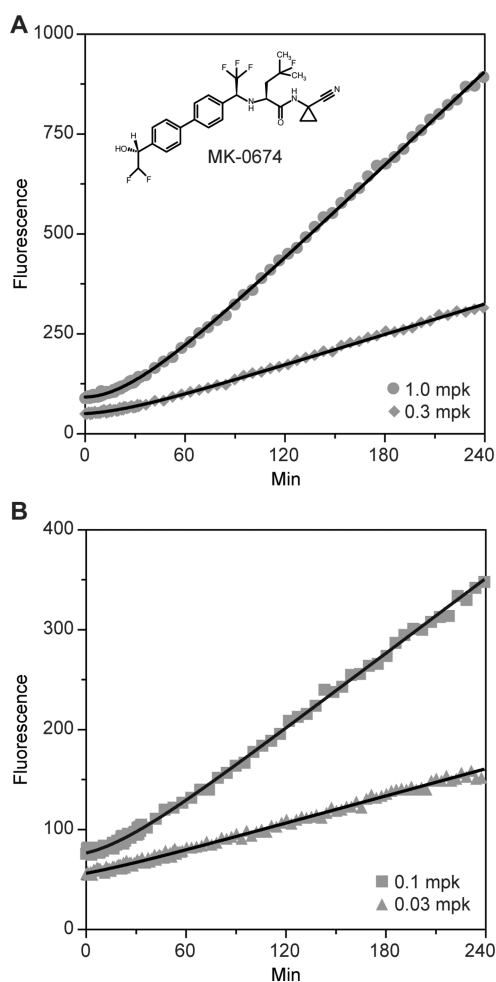 A
1000
750
500
250
0
Fluorescence
F
F
F
CH₃
F
CH₃
N
H
H
N
O
N
H
HO
F
F
MK-0674
1.0 mpk
0.3 mpk
0 60 120 180 240
Min
B
400
300
200
100
0
Fluorescence
0.1 mpk
0.03 mpk
0 60 120 180 240
Min